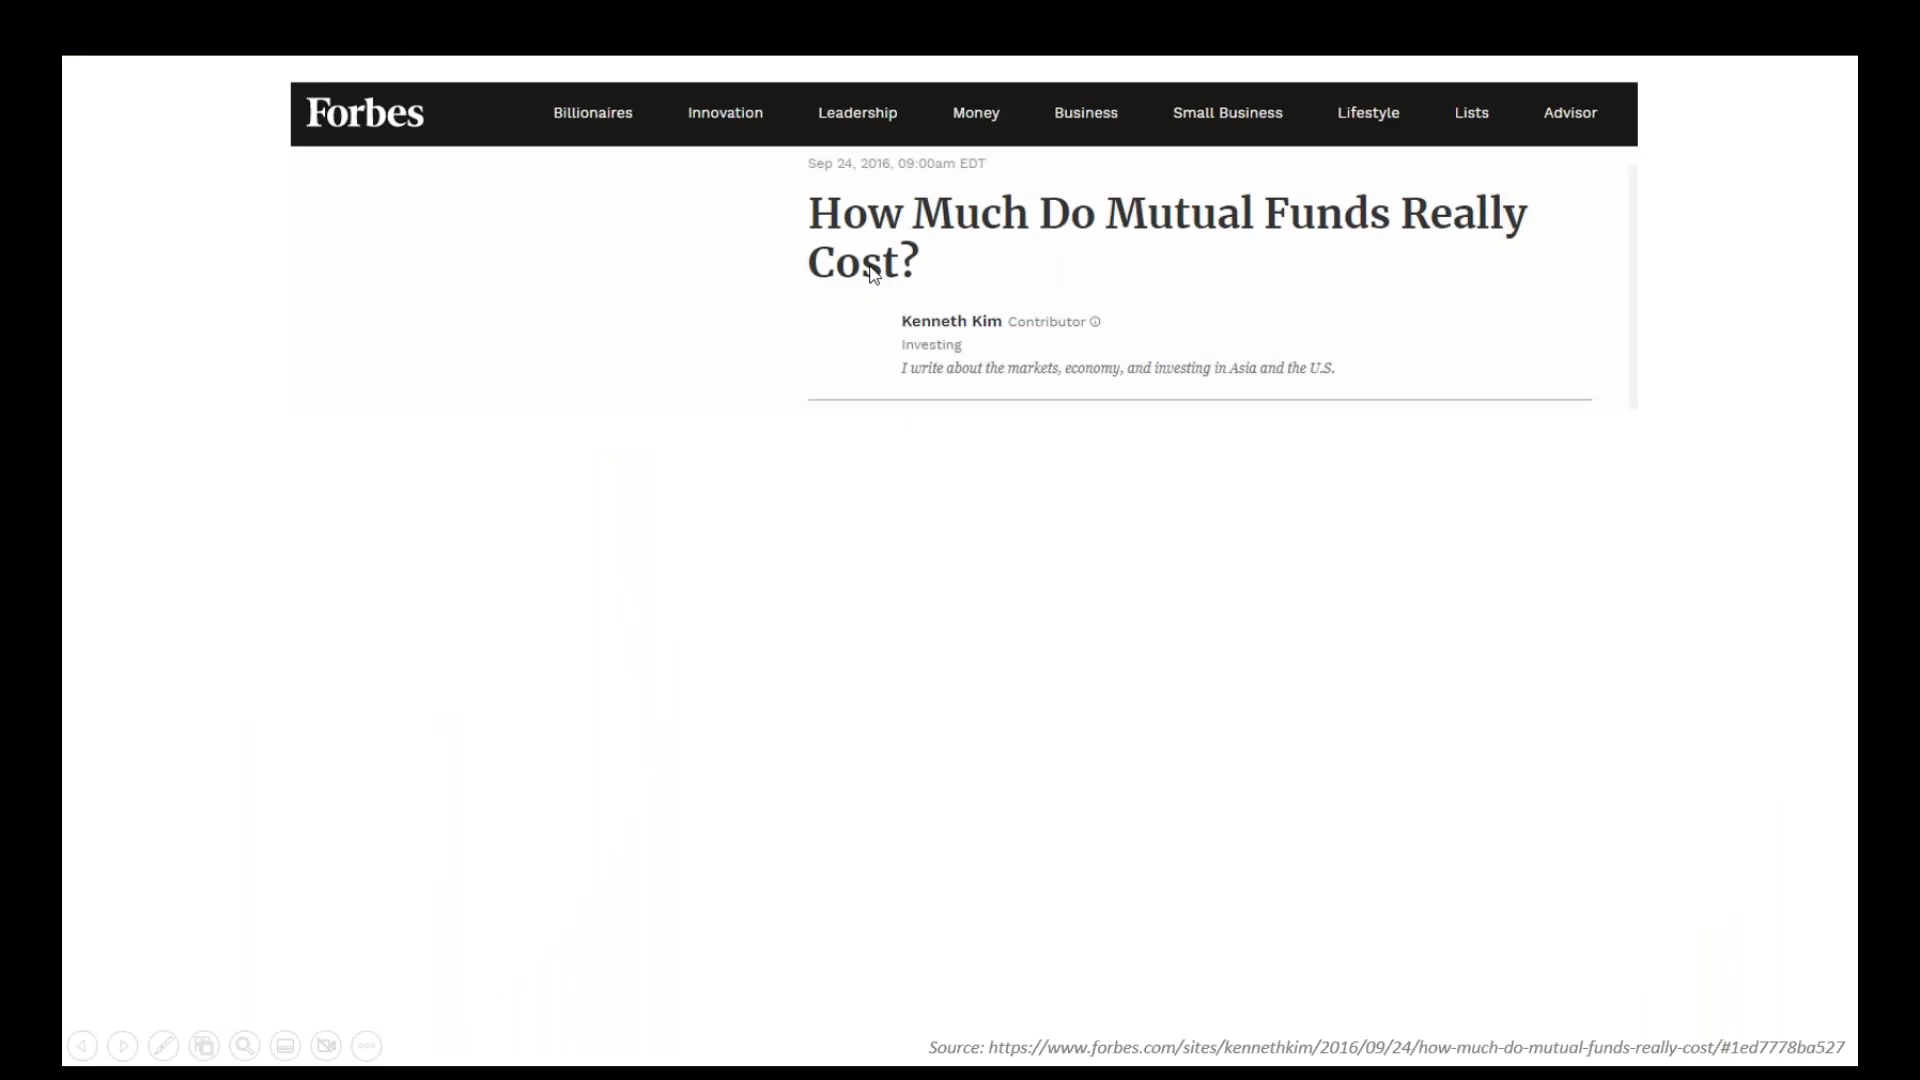 Forbes Billionaires Innovation Leadership Money Business Small Business Lifestyle Lists Advisor
Sep 24, 2016, 09:00am EDT
How Much Do Mutual Funds Really
Cost?
Kenneth Kim Contributor
Investing
I write about the markets, economy, and investing in Asia and the U.S.
Source: https://www.forbes.com/sites/kennethkim/2016/09/24/how-much-do-mutual-funds-really-cost/#1ed7778ba527